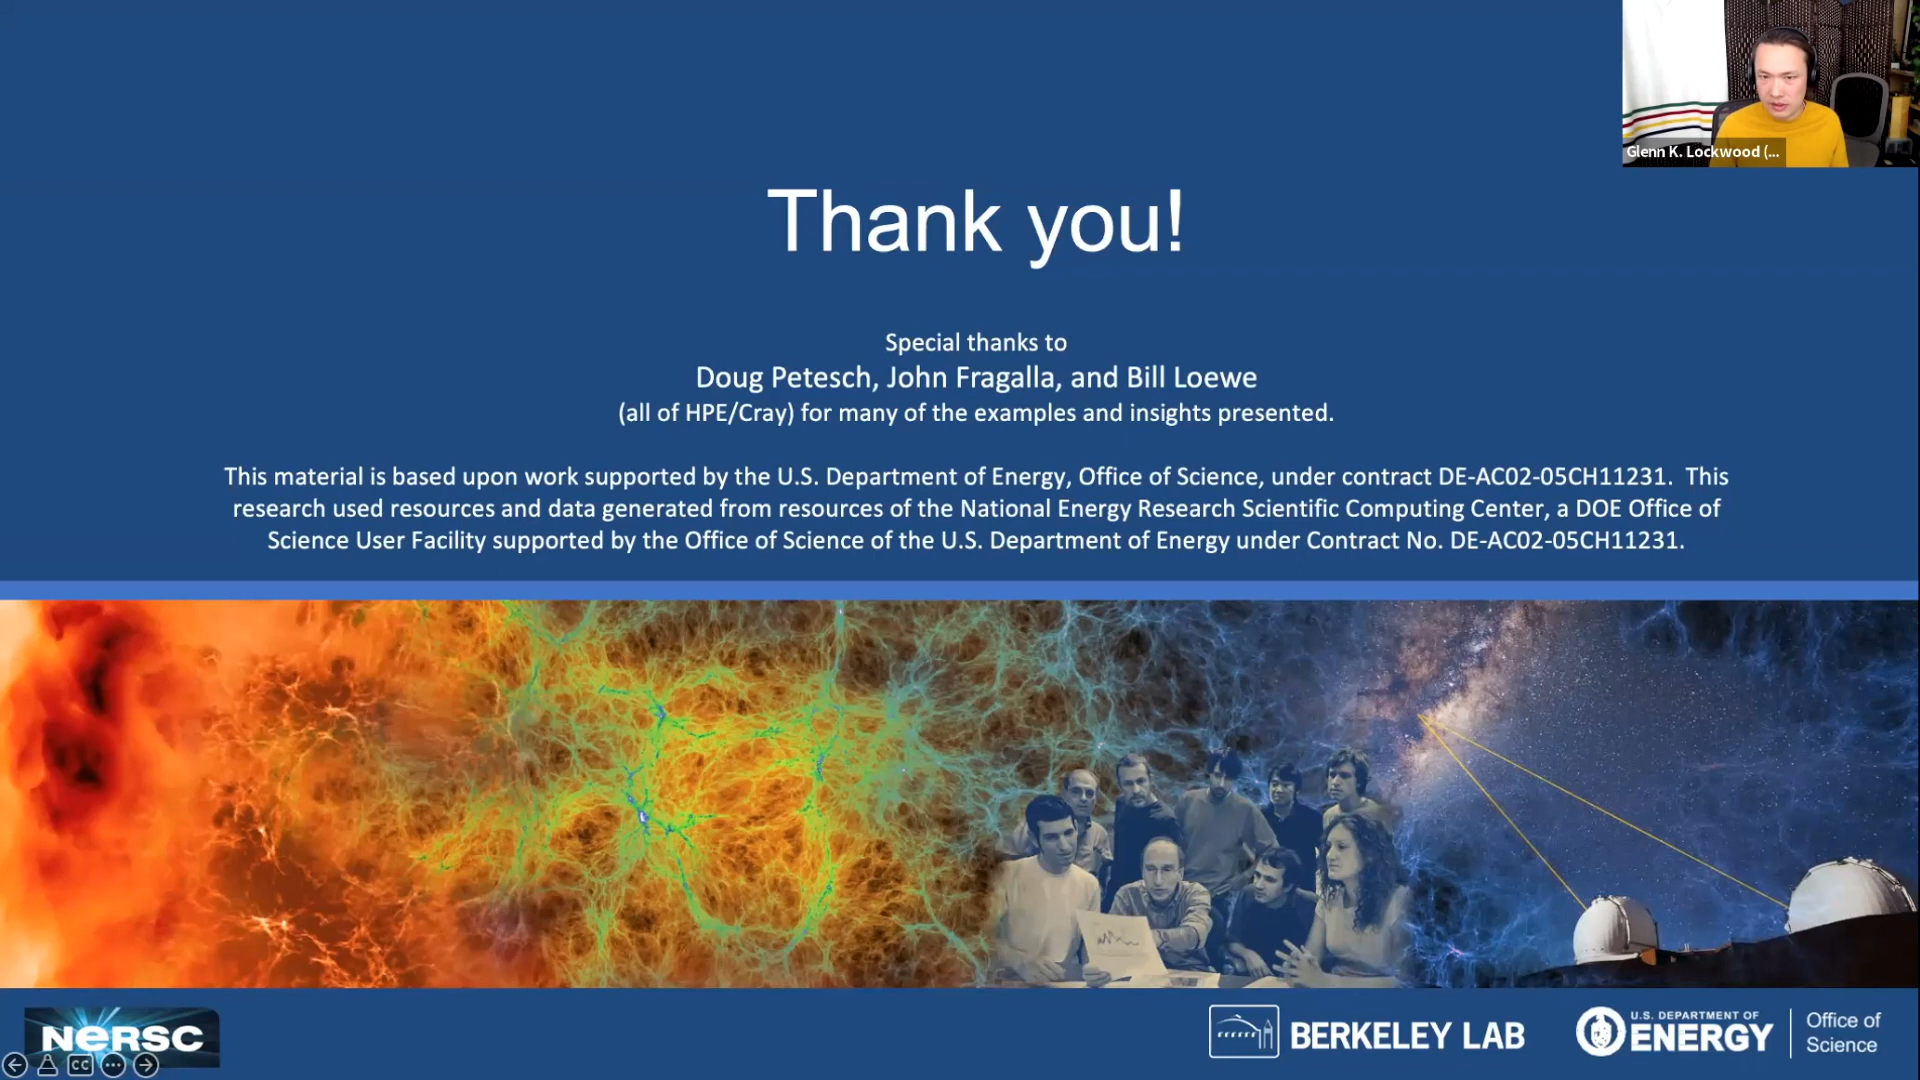 Glenn K. Lockwood (...
Thank you!
Special thanks to
Doug Petesch, John Fragalla, and Bill Loewe
(all of HPE/Cray) for many of the examples and insights presented.
This material is based upon work supported by the U.S. Department of Energy, Office of Science, under contract DE-AC02-05CH11231. This
research used resources and data generated from resources of the National Energy Research Scientific Computing Center, a DOE Office of
Science User Facility supported by the Office of Science of the U.S. Department of Energy under Contract No. DE-AC02-05CH11231.
NERSC
CC
BERKELEY LAB
U.S. DEPARTMENT OF
ENERGY
Office of
Science